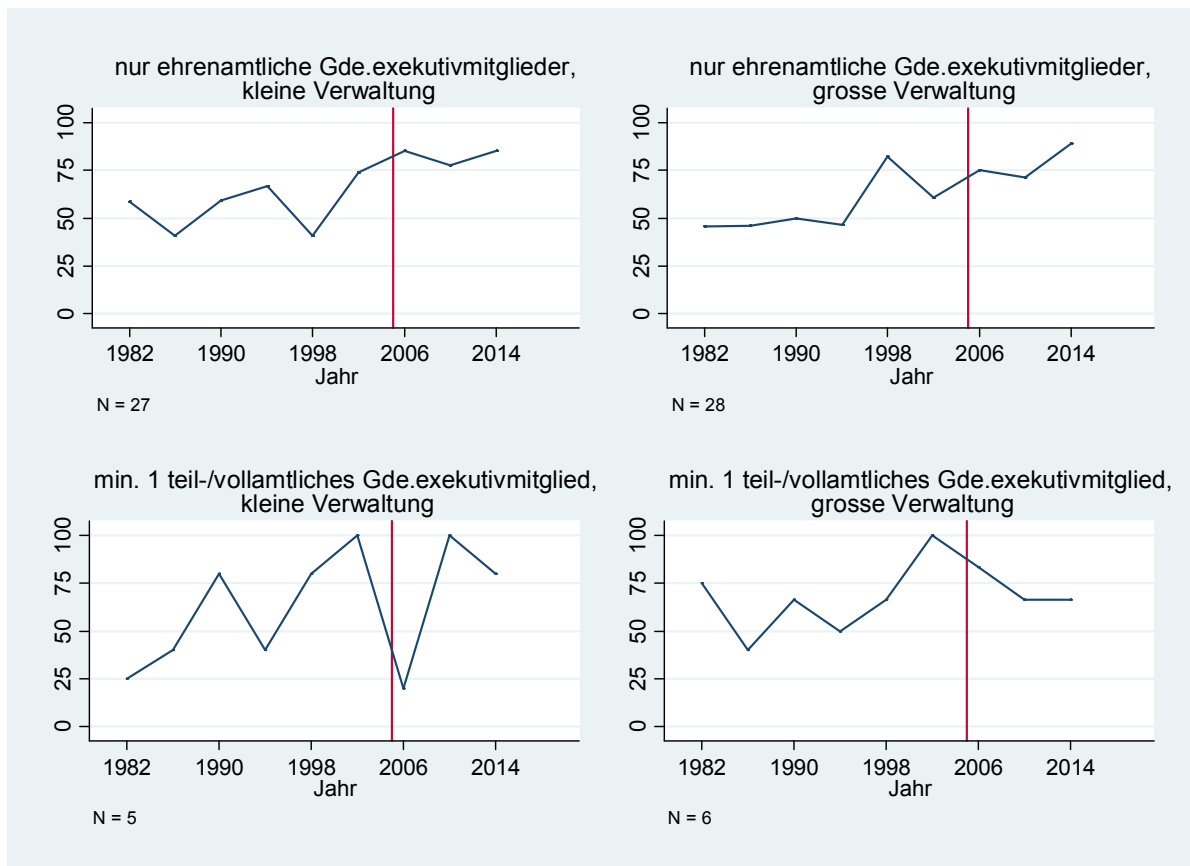 nur ehrenamtliche Gde.exekutivmitglieder,
kleine Verwaltung
100
75
50
25
0
1982 1990 1998 2006 2014
Jahr
N = 27
nur ehrenamtliche Gde.exekutivmitglieder,
grosse Verwaltung
100
75
50
25
0
1982 1990 1998 2006 2014
Jahr
N = 28
min. 1 teil-/vollamtliches Gde.exekutivmitglied,
kleine Verwaltung
100
75
50
25
0
1982 1990 1998 2006 2014
Jahr
N = 5
min. 1 teil-/vollamtliches Gde.exekutivmitglied,
grosse Verwaltung
100
75
50
25
0
1982 1990 1998 2006 2014
Jahr
N = 6